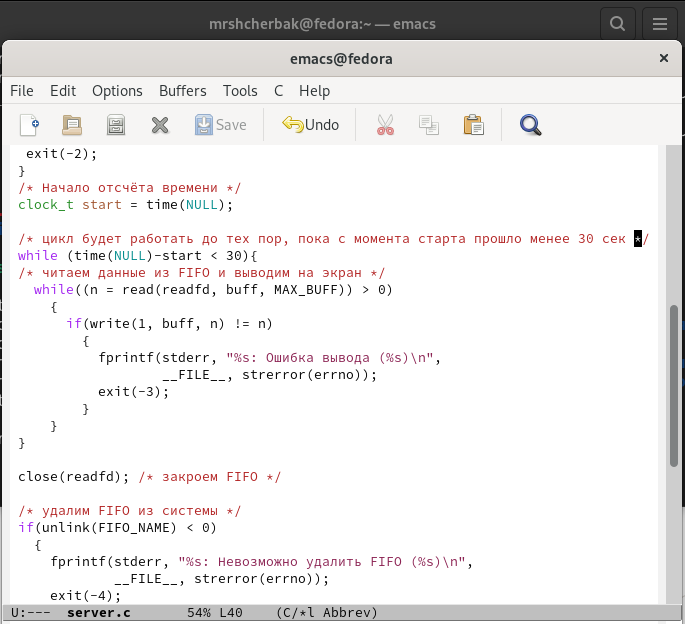 mrshcherbak@fedora:~ — emacs
emacs@fedora
File Edit Options Buffers Tools C Help
Save Undo
exit(-2);
}
/* Начало отсчёта времени */
clock_t start = time(NULL);
/* цикл будет работать до тех пор, пока с момента старта прошло менее 30 сек */
while (time(NULL)-start < 30){
/* читаем данные из FIFO и выводим на экран */
while((n = read(readfd, buff, MAX_BUFF)) > 0)
{
if(write(1, buff, n) != n)
{
fprintf(stderr, "%s: Ошибка вывода (%s)\n",
__FILE__, strerror(errno));
exit(-3);
}
}
}
close(readfd); /* закроем FIFO */
/* удалим FIFO из системы */
if(unlink(FIFO_NAME) < 0)
{
fprintf(stderr, "%s: Невозможно удалить FIFO (%s)\n",
__FILE__, strerror(errno));
exit(-4);
U:--- server.c 54% L40 (C/*l Abbrev)